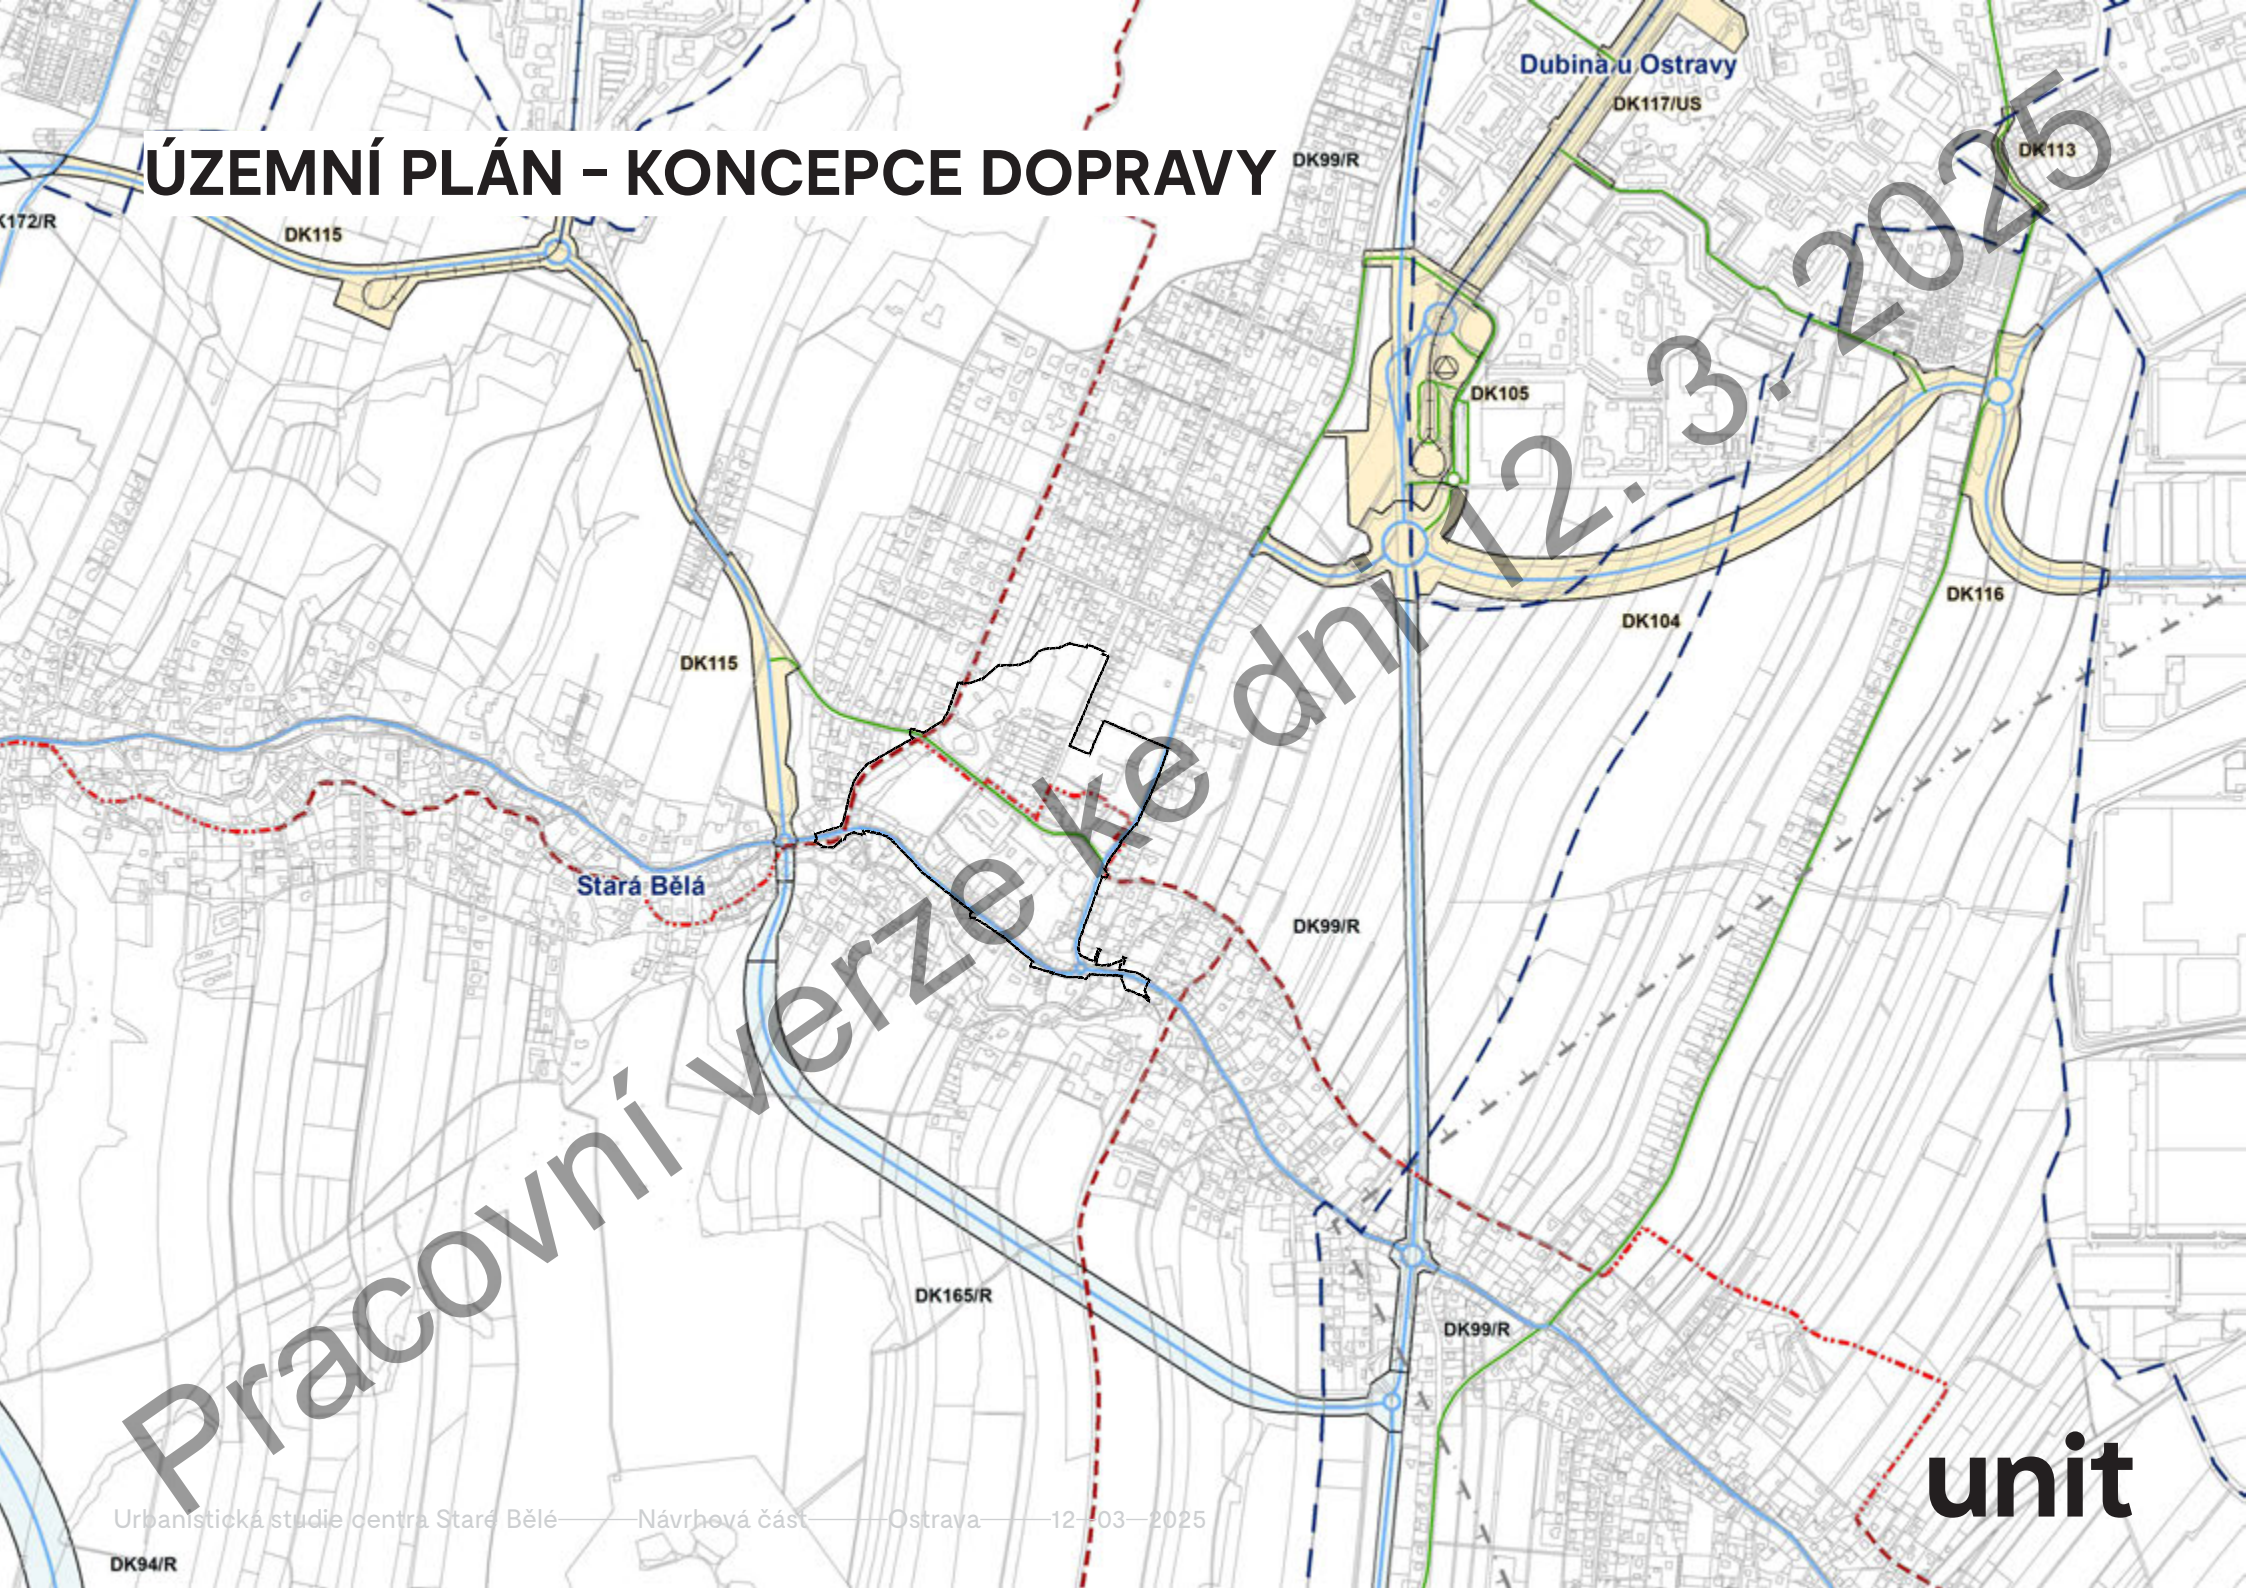 Dubina u Ostravy
DK117/US
DK113
ÚZEMNÍ PLÁN - KONCEPCE DOPRAVY
DK99/R
K172/R
DK115
DK105
DK116
DK104
DK115
Stará Bělá
DK99/R
DK165/R
DK99/R
Pracovní verze ke dni 12. 3. 2025
unit
Urbanistická studie centra Staré Bělé——Návrhová část——Ostrava——12—03—2025
DK94/R